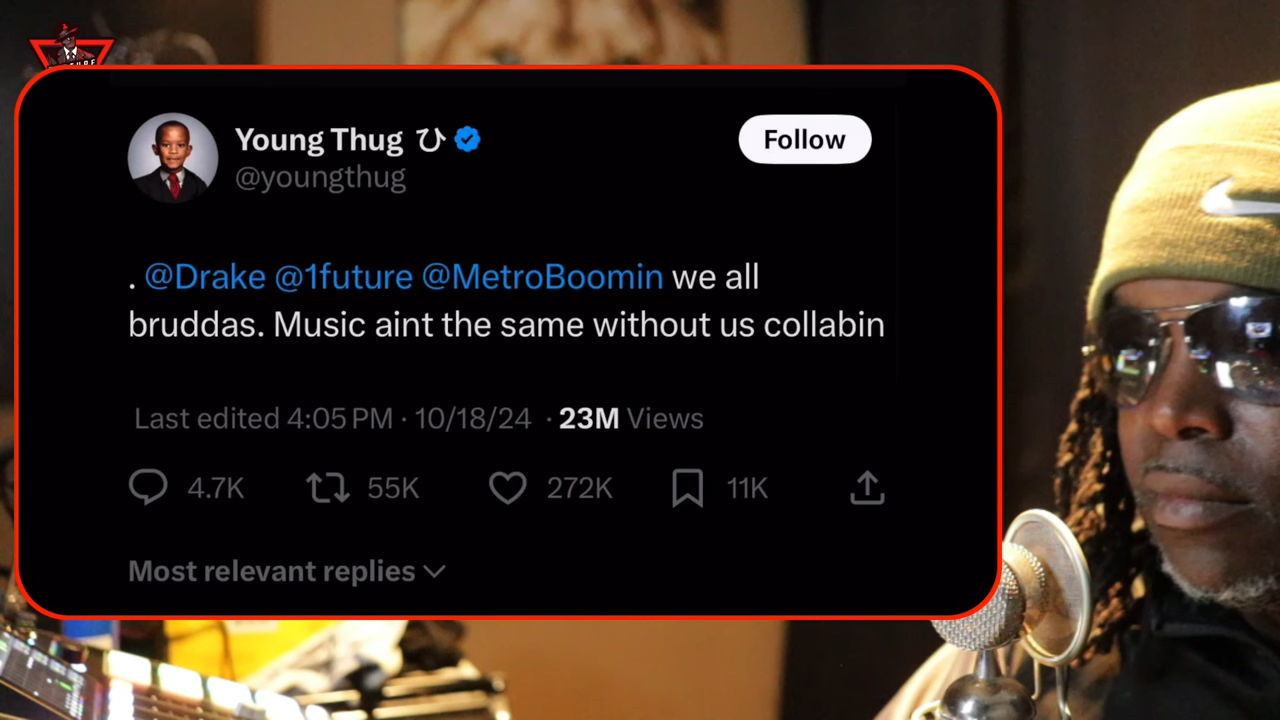 Young Thug ひ
Follow
@youngthug
. @Drake @1future @MetroBoomin we all
bruddas. Music aint the same without us collabin
Last edited 4:05 PM · 10/18/24 · 23M Views
4.7K 55K 272K 11K
Most relevant replies